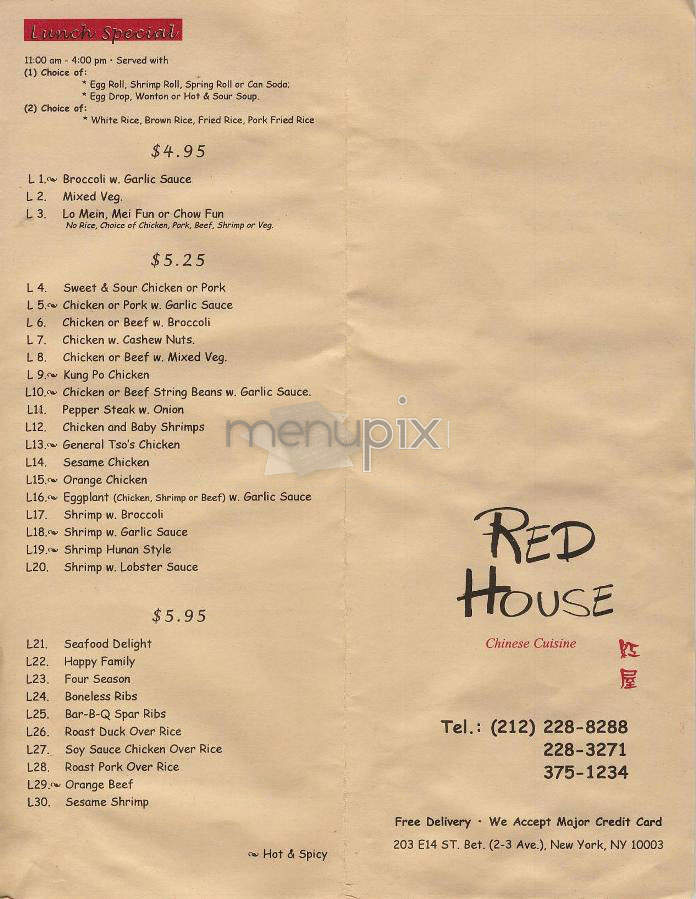 Lunch Special
11:00 am - 4:00 pm • Served with
(1) Choice of:
* Egg Roll, Shrimp Roll, Spring Roll or Can Soda;
* Egg Drop, Wonton or Hot & Sour Soup.
(2) Choice of:
* White Rice, Brown Rice, Fried Rice, Pork Fried Rice
$4.95
L 1. Broccoli w. Garlic Sauce
L 2. Mixed Veg.
L 3. Lo Mein, Mei Fun or Chow Fun
No Rice, Choice of Chicken, Pork, Beef, Shrimp or Veg.
$5.25
L 4. Sweet & Sour Chicken or Pork
L 5. Chicken or Pork w. Garlic Sauce
L 6. Chicken or Beef w. Broccoli
L 7. Chicken w. Cashew Nuts.
L 8. Chicken or Beef w. Mixed Veg.
L 9. Kung Po Chicken
L10. Chicken or Beef String Beans w. Garlic Sauce.
L11. Pepper Steak w. Onion
L12. Chicken and Baby Shrimps
L13. General Tso's Chicken
L14. Sesame Chicken
L15. Orange Chicken
L16. Eggplant (Chicken, Shrimp or Beef) w. Garlic Sauce
L17. Shrimp w. Broccoli
L18. Shrimp w. Garlic Sauce
L19. Shrimp Hunan Style
L20. Shrimp w. Lobster Sauce
$5.95
L21. Seafood Delight
L22. Happy Family
L23. Four Season
L24. Boneless Ribs
L25. Bar-B-Q Spar Ribs
L26. Roast Duck Over Rice
L27. Soy Sauce Chicken Over Rice
L28. Roast Pork Over Rice
L29. Orange Beef
L30. Sesame Shrimp
Hot & Spicy
menupix
RED
HOUSE
Chinese Cuisine
紅
屋
Tel.: (212) 228-8288
228-3271
375-1234
Free Delivery • We Accept Major Credit Card
203 E14 ST. Bet. (2-3 Ave.), New York, NY 10003